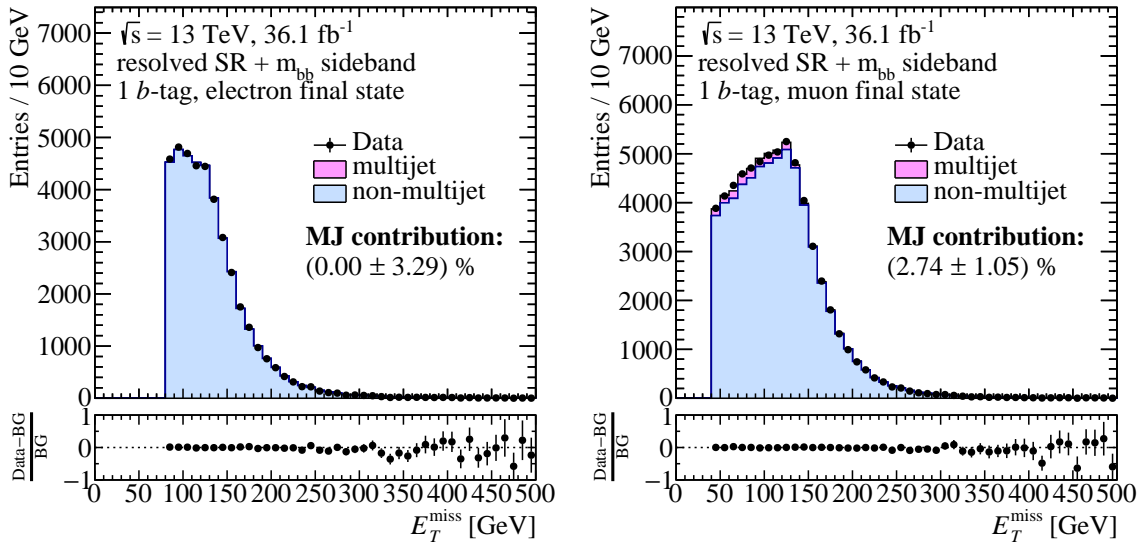 √s = 13 TeV, 36.1 fb⁻¹
resolved SR + m_bb sideband
1 b-tag, electron final state
Data
multijet
non-multijet
MJ contribution:
(0.00 ± 3.29) %
Entries / 10 GeV
7000
6000
5000
4000
3000
2000
1000
0
Data−BG
BG
1
0
−1
0 50 100 150 200 250 300 350 400 450 500
E_T^miss [GeV]
√s = 13 TeV, 36.1 fb⁻¹
resolved SR + m_bb sideband
1 b-tag, muon final state
Data
multijet
non-multijet
MJ contribution:
(2.74 ± 1.05) %
Entries / 10 GeV
7000
6000
5000
4000
3000
2000
1000
0
Data−BG
BG
1
0
−1
0 50 100 150 200 250 300 350 400 450 500
E_T^miss [GeV]